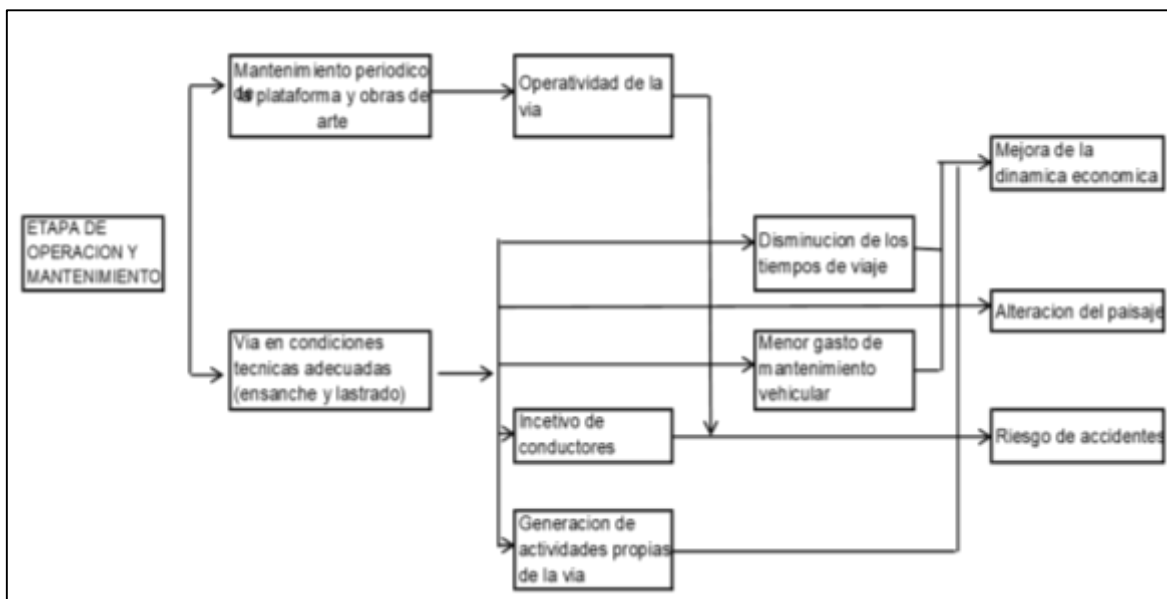 Mantenimiento periodico
de la plataforma y obras de
arte
Operatividad de la
via
Mejora de la
dinamica economica
ETAPA DE
OPERACION Y
MANTENIMIENTO
Disminucion de los
tiempos de viaje
Alteracion del paisaje
Via en condiciones
tecnicas adecuadas
(ensanche y lastrado)
Menor gasto de
mantenimiento
vehicular
Incetivo de
conductores
Riesgo de accidentes
Generacion de
actividades propias
de la via